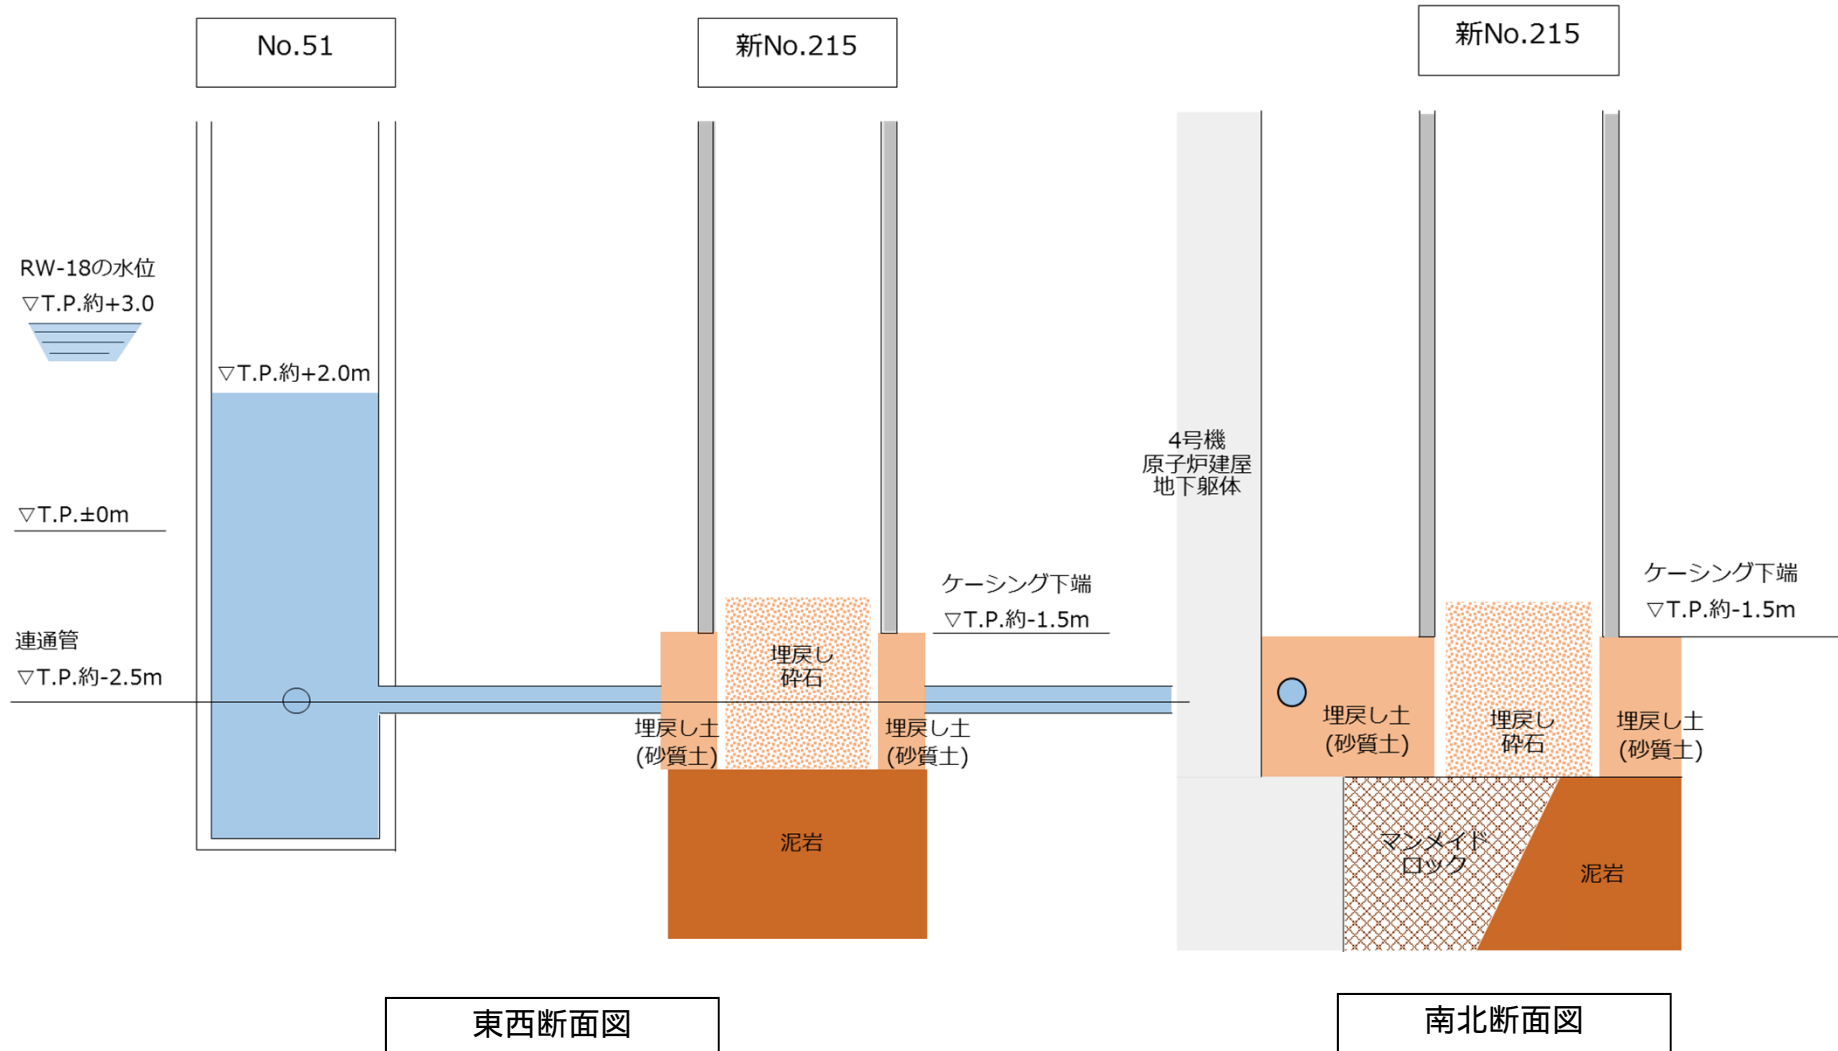 No.51
新No.215
新No.215
RW-18の水位
▽T.P.約+3.0
▽T.P.約+2.0m
▽T.P.±0m
連通管
▽T.P.約-2.5m
ケーシング下端
▽T.P.約-1.5m
埋戻し
砕石
埋戻し土
(砂質土)
埋戻し土
(砂質土)
泥岩
東西断面図
4号機
原子炉建屋
地下躯体
ケーシング下端
▽T.P.約-1.5m
埋戻し土
(砂質土)
埋戻し
砕石
埋戻し土
(砂質土)
マンメイド
ロック
泥岩
南北断面図